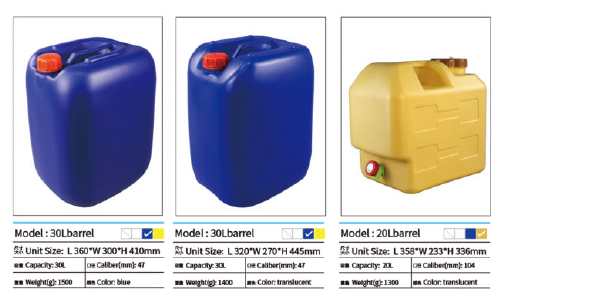 Model : 30Lbarrel
Unit Size: L 360*W 300*H 410mm
Capacity: 30L Caliber(mm): 47
Weight(g): 1500 Color: blue
Model : 30Lbarrel
Unit Size: L 320*W 270*H 445mm
Capacity: 30L Caliber(mm): 47
Weight(g): 1400 Color: translucent
Model : 20Lbarrel
Unit Size: L 358*W 233*H 336mm
Capacity: 20L Caliber(mm): 104
Weight(g): 1300 Color: translucent